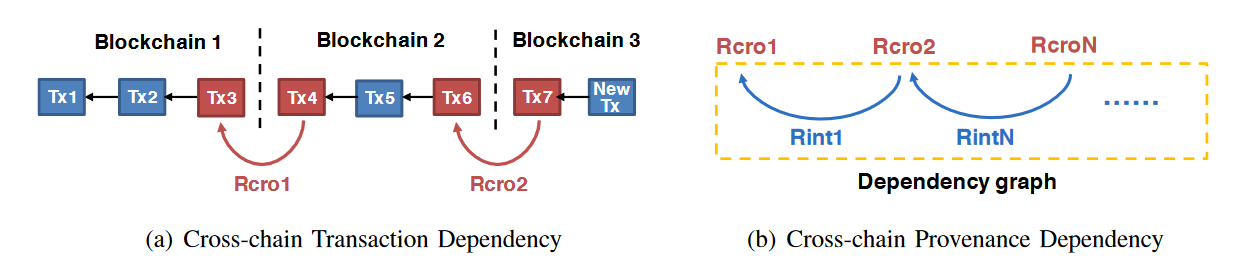 Blockchain 1
Blockchain 2
Blockchain 3
Tx1
Tx2
Tx3
Tx4
Tx5
Tx6
Tx7
New
Tx
Rcro1
Rcro2
(a) Cross-chain Transaction Dependency
Rcro1
Rcro2
RcroN
Rint1
RintN
......
Dependency graph
(b) Cross-chain Provenance Dependency